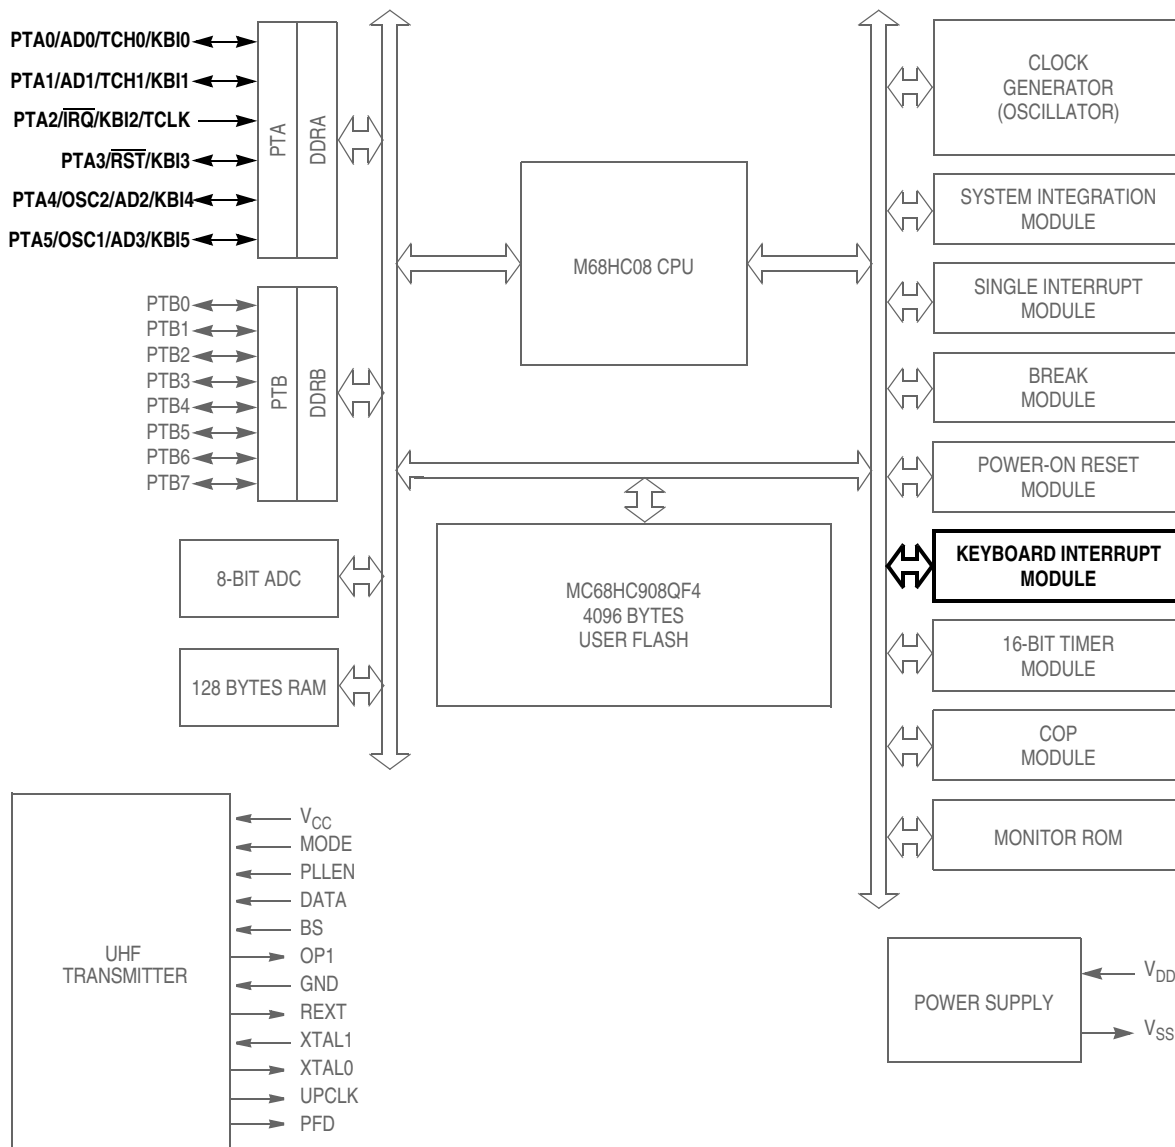 PTA0/AD0/TCH0/KBI0
PTA1/AD1/TCH1/KBI1
PTA2/IRQ/KBI2/TCLK
PTA3/RST/KBI3
PTA4/OSC2/AD2/KBI4
PTA5/OSC1/AD3/KBI5
PTA
DDRA
PTB0
PTB1
PTB2
PTB3
PTB4
PTB5
PTB6
PTB7
PTB
DDRB
8-BIT ADC
128 BYTES RAM
M68HC08 CPU
MC68HC908QF4
4096 BYTES
USER FLASH
CLOCK
GENERATOR
(OSCILLATOR)
SYSTEM INTEGRATION
MODULE
SINGLE INTERRUPT
MODULE
BREAK
MODULE
POWER-ON RESET
MODULE
KEYBOARD INTERRUPT
MODULE
16-BIT TIMER
MODULE
COP
MODULE
MONITOR ROM
UHF
TRANSMITTER
VCC
MODE
PLLEN
DATA
BS
OP1
GND
REXT
XTAL1
XTAL0
UPCLK
PFD
POWER SUPPLY
VDD
VSS